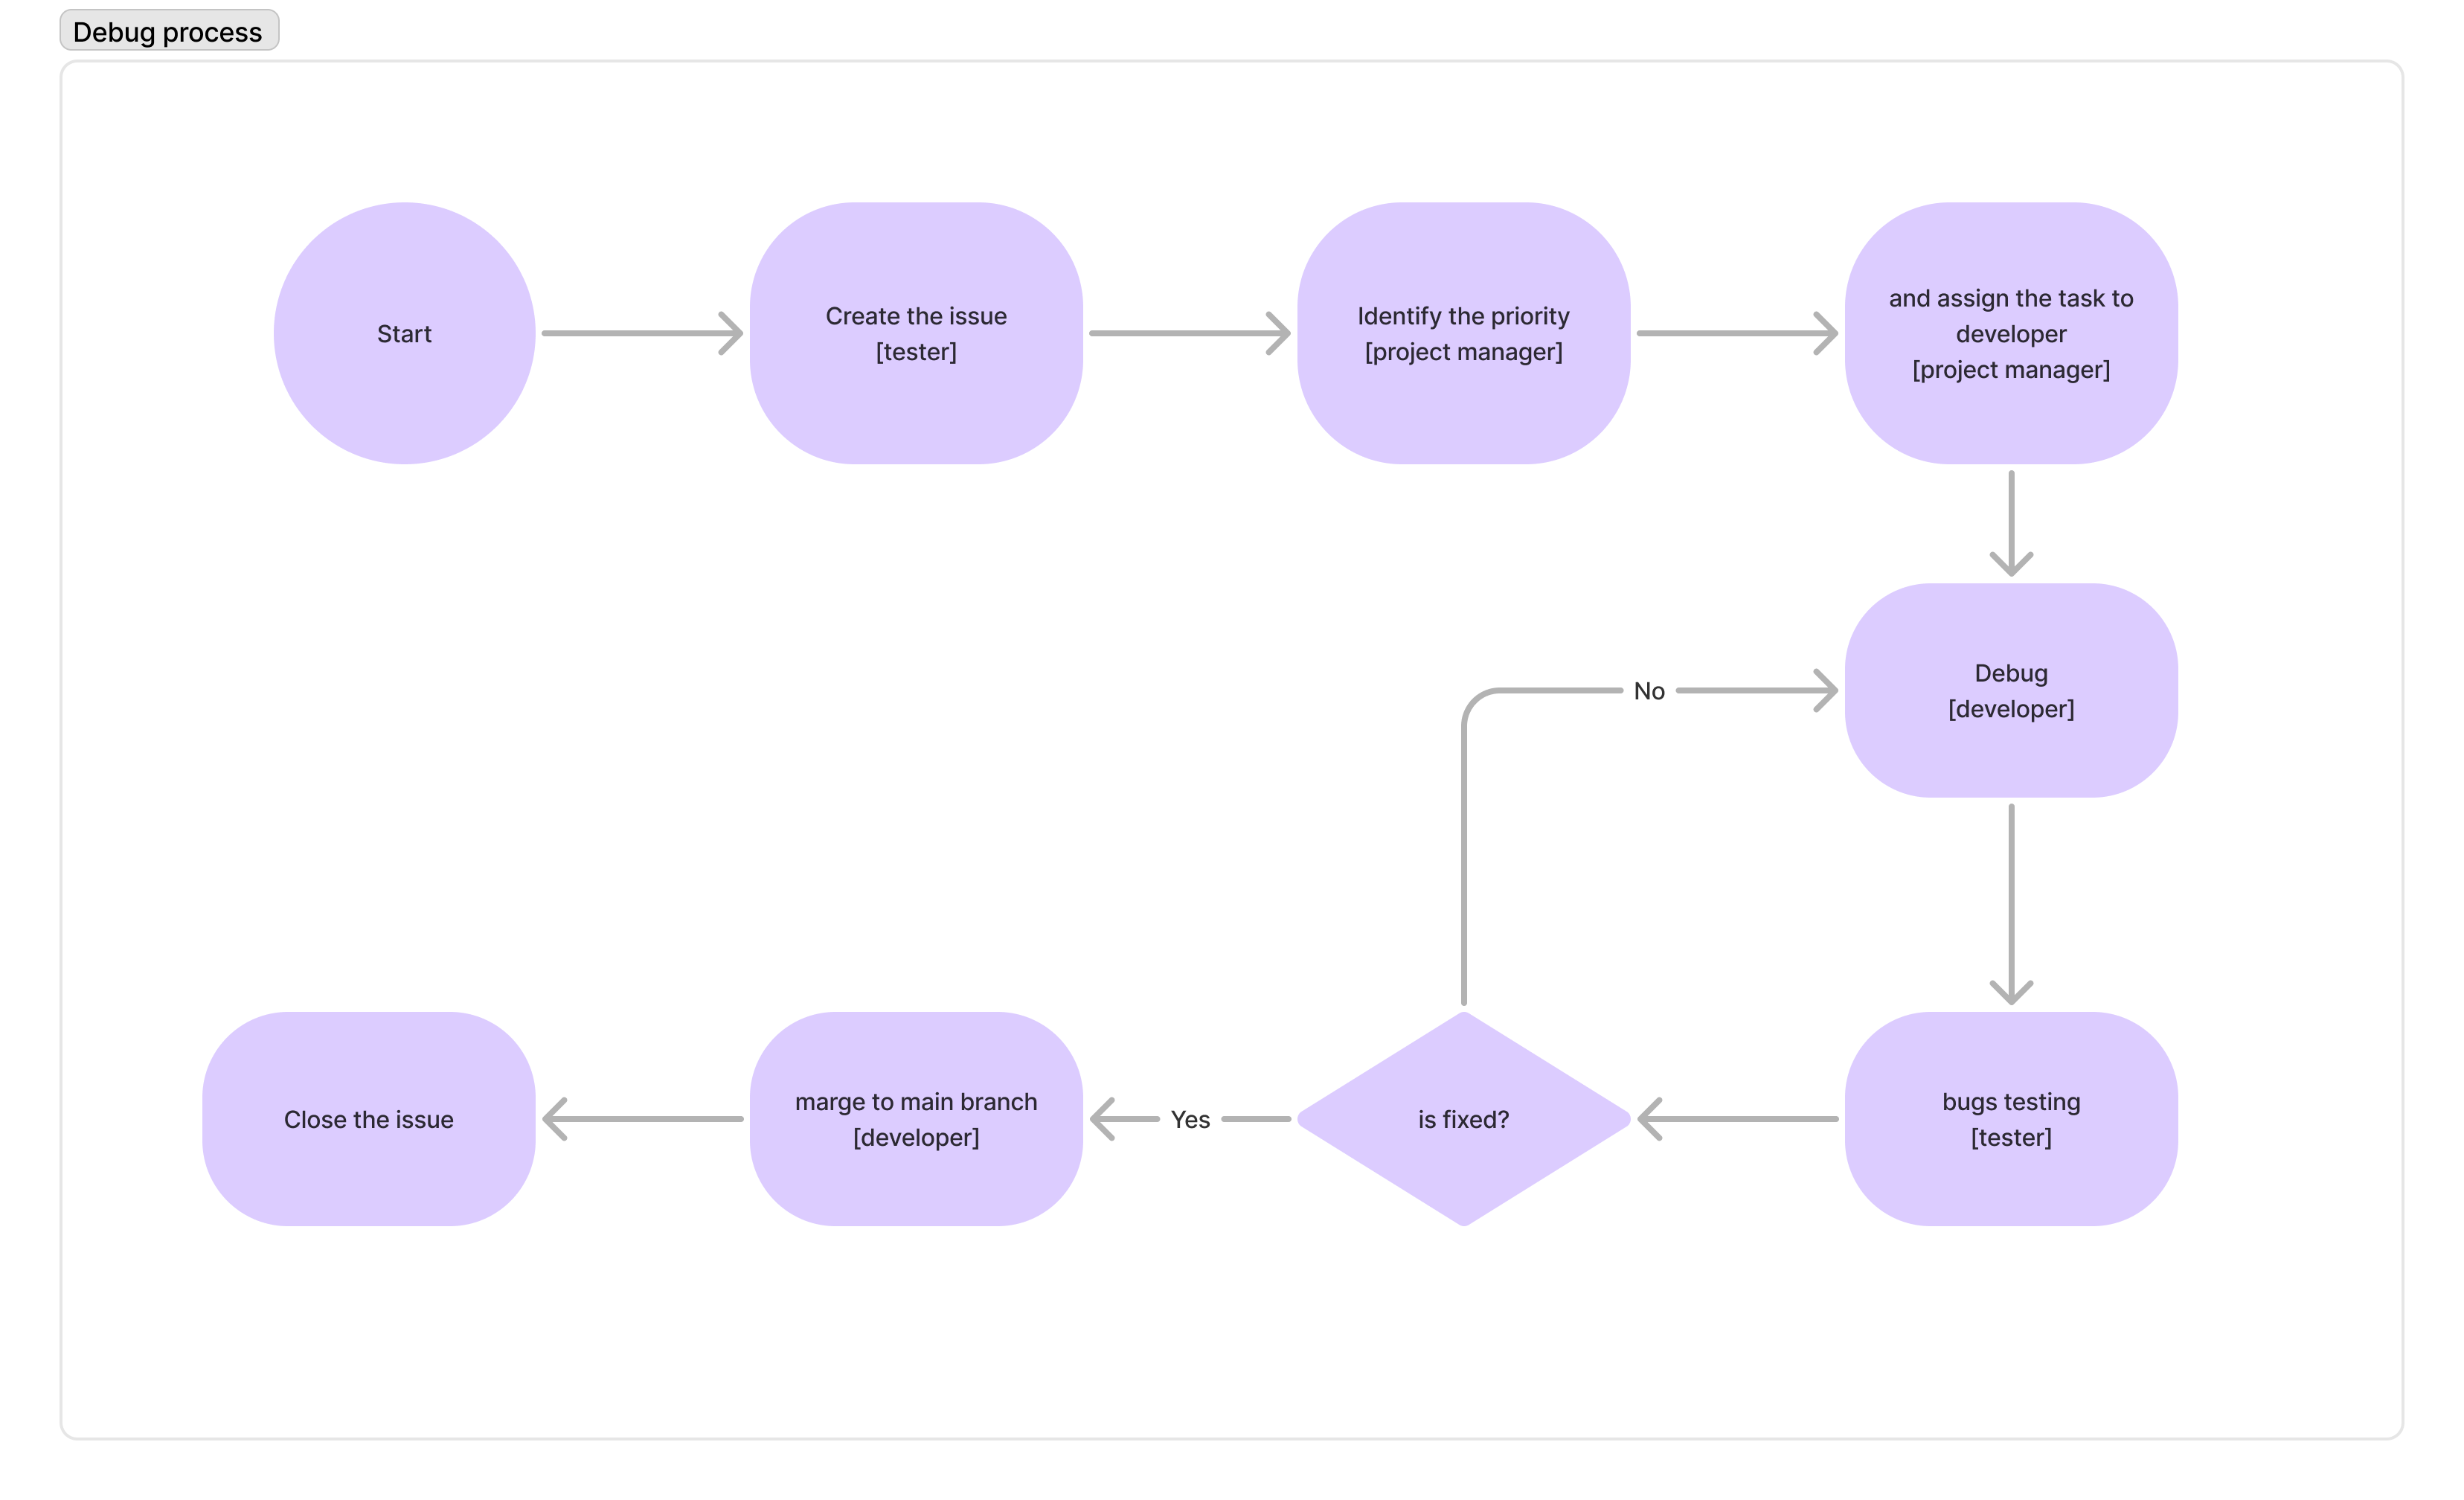 Debug process
Start
Create the issue
[tester]
Identify the priority
[project manager]
and assign the task to
developer
[project manager]
Debug
[developer]
No
bugs testing
[tester]
is fixed?
Yes
marge to main branch
[developer]
Close the issue